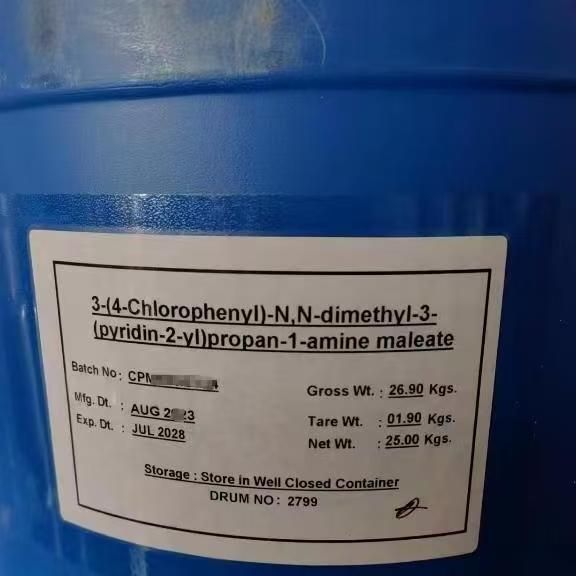 3-(4-Chlorophenyl)-N,N-dimethyl-3-
(pyridin-2-yl)propan-1-amine maleate
Batch No : CPM
Mfg. Dt. : AUG
Exp. Dt. : JUL 2028
Gross Wt. : 26.90 Kgs.
Tare Wt. : 01.90 Kgs.
Net Wt. : 25.00 Kgs.
Storage : Store in Well Closed Container
DRUM NO : 2799